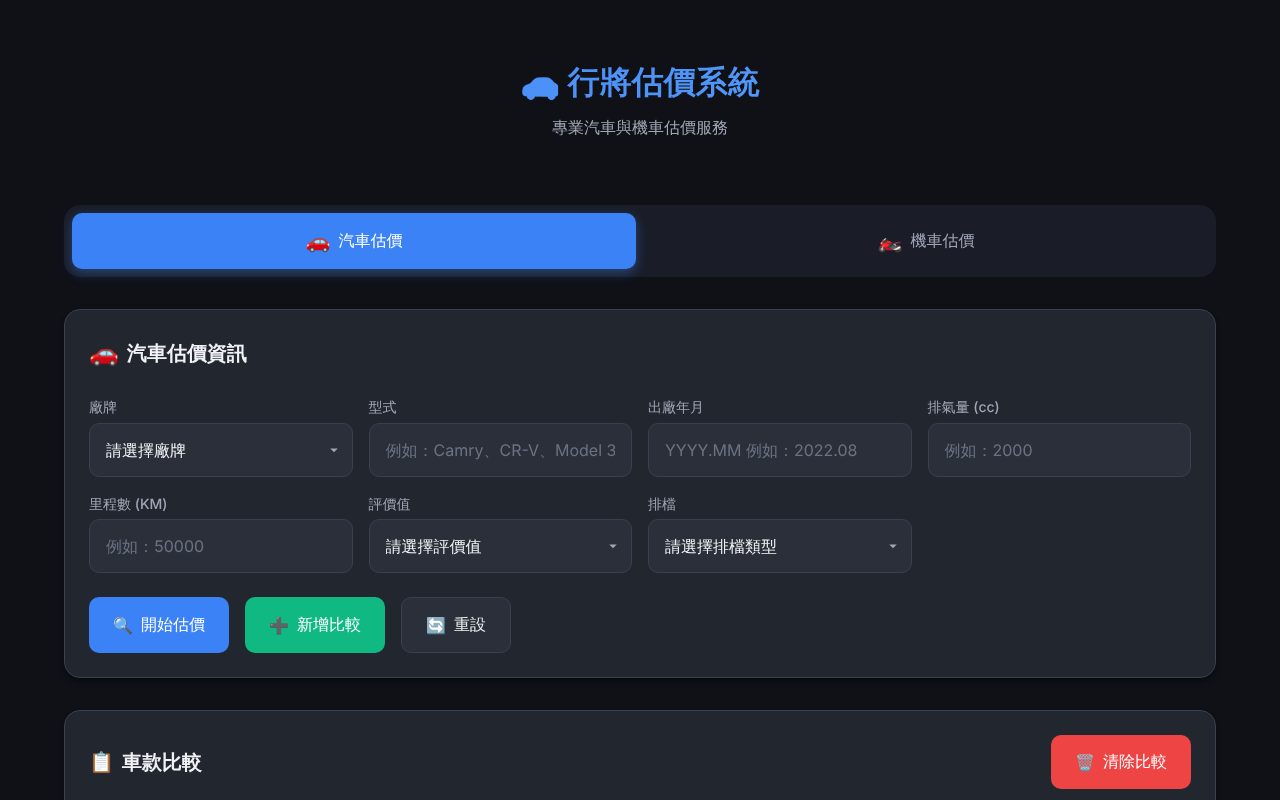 行將估價系統
專業汽車與機車估價服務
汽車估價
機車估價
汽車估價資訊
廠牌
型式
出廠年月
排氣量 (cc)
請選擇廠牌
例如：Camry、CR-V、Model 3
YYYY.MM 例如：2022.08
例如：2000
里程數 (KM)
評價值
排檔
例如：50000
請選擇評價值
請選擇排檔類型
開始估價
新增比較
重設
車款比較
清除比較